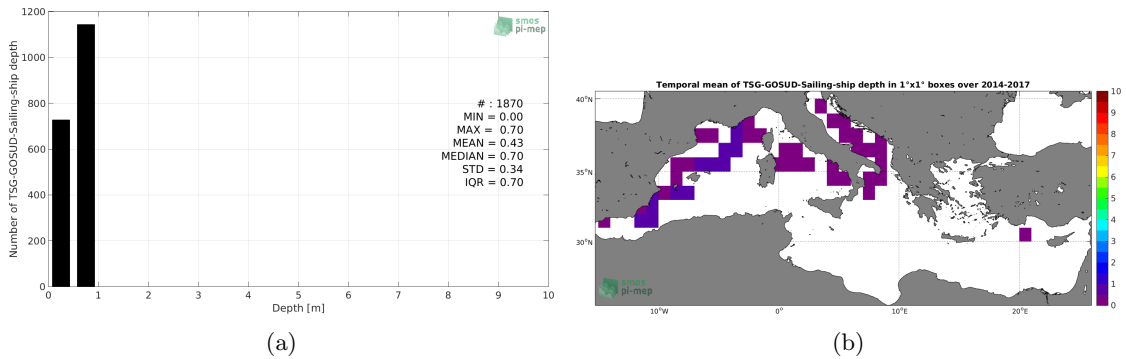 1200
1000
800
600
400
200
0
Number of TSG-GOSUD-Sailing-ship depth
smos
pi-mep
# : 1870
MIN = 0.00
MAX = 0.70
MEAN = 0.43
MEDIAN = 0.70
STD = 0.34
IQR = 0.70
0 1 2 3 4 5 6 7 8 9 10
Depth [m]
(a)
Temporal mean of TSG-GOSUD-Sailing-ship depth in 1°x1° boxes over 2014-2017
40°N
35°N
30°N
10°W 0° 10°E 20°E
smos
pi-mep
10
9
8
7
6
5
4
3
2
1
0
(b)